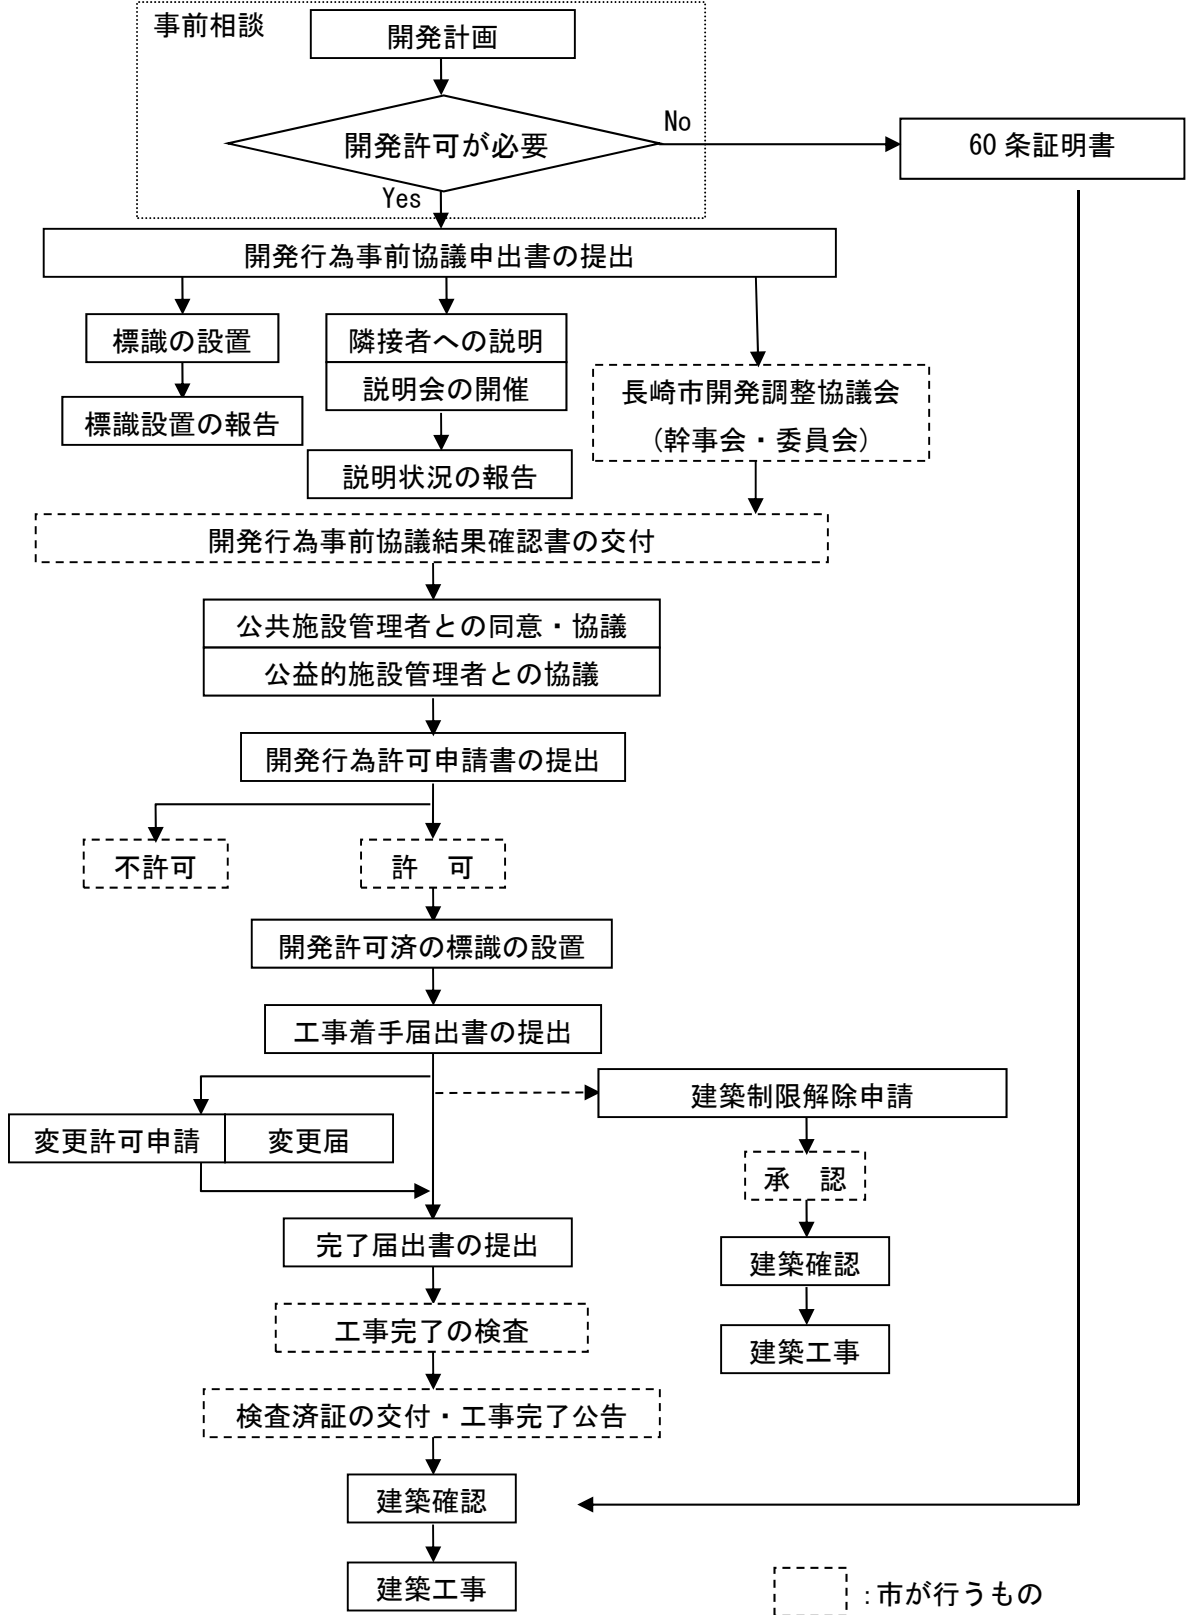 事前相談
開発計画
開発許可が必要
No
60 条証明書
Yes
開発行為事前協議申出書の提出
標識の設置
標識設置の報告
隣接者への説明
説明会の開催
説明状況の報告
長崎市開発調整協議会
（幹事会・委員会）
開発行為事前協議結果確認書の交付
公共施設管理者との同意・協議
公益的施設管理者との協議
開発行為許可申請書の提出
不許可
許　可
開発許可済の標識の設置
工事着手届出書の提出
変更許可申請
変更届
建築制限解除申請
承　認
建築確認
建築工事
完了届出書の提出
工事完了の検査
検査済証の交付・工事完了公告
建築確認
建築工事
：市が行うもの